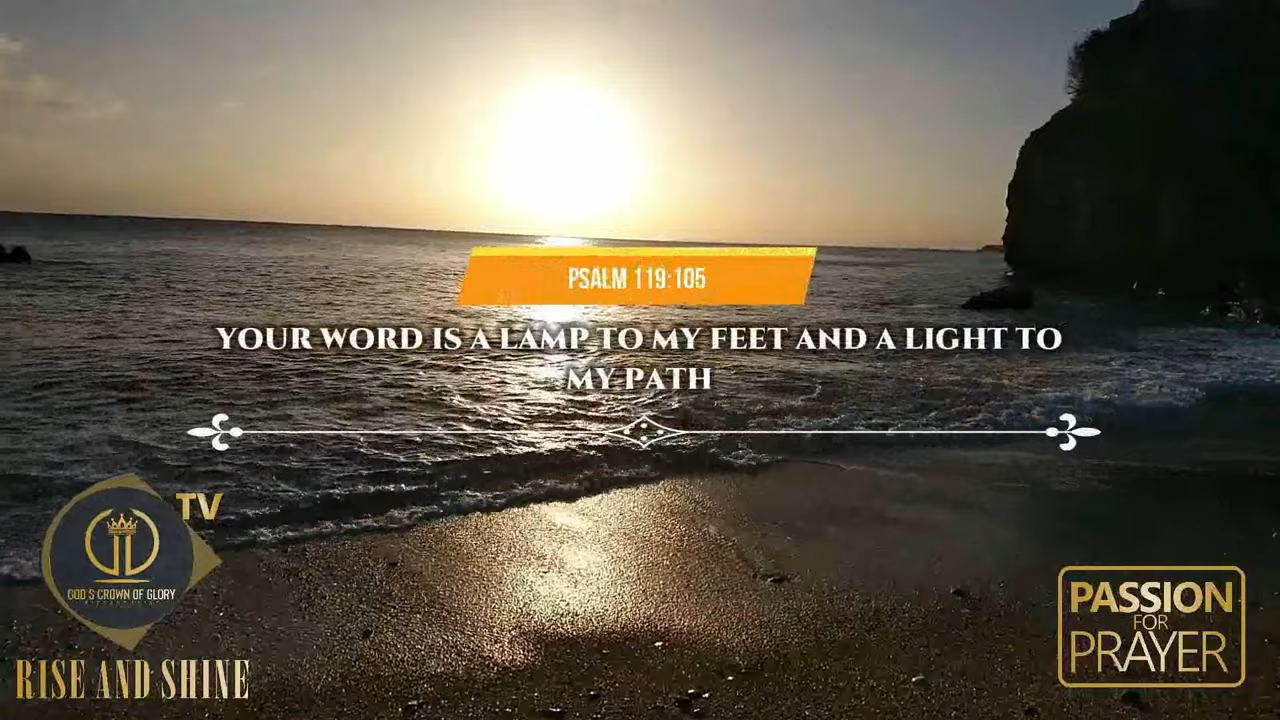 PSALM 119:105
YOUR WORD IS A LAMP TO MY FEET AND A LIGHT TO
MY PATH
TV
GOD'S CROWN OF GLORY
RISE AND SHINE
PASSION
FOR
PRAYER